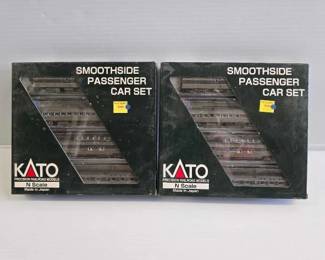 SMOOTHSIDE
PASSENGER
CAR SET
KATO
PRECISION RAILROAD MODELS
N Scale
Made in Japan
SMOOTHSIDE
PASSENGER
CAR SET
KATO
PRECISION RAILROAD MODELS
N Scale
Made in Japan